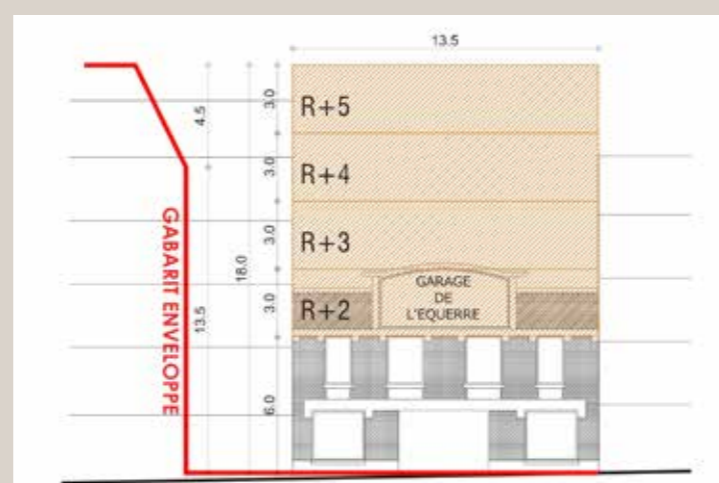 13.5
3.0
R+5
4.5
3.0
R+4
3.0
R+3
18.0
GABARIT ENVELOPPE
13.5
3.0
R+2
GARAGE
DE
L'EQUERRE
6.0